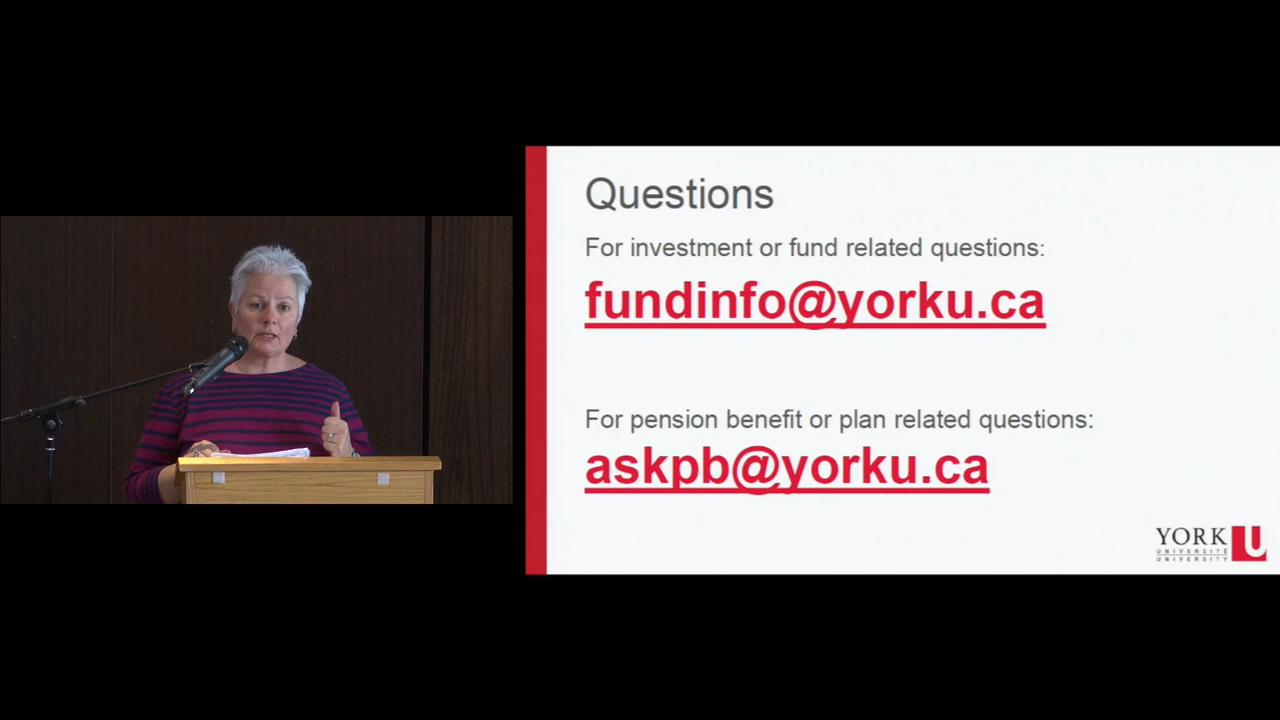 Questions
For investment or fund related questions:
fundinfo@yorku.ca
For pension benefit or plan related questions:
askpb@yorku.ca
YORK U
UNIVERSITÉ
UNIVERSITY